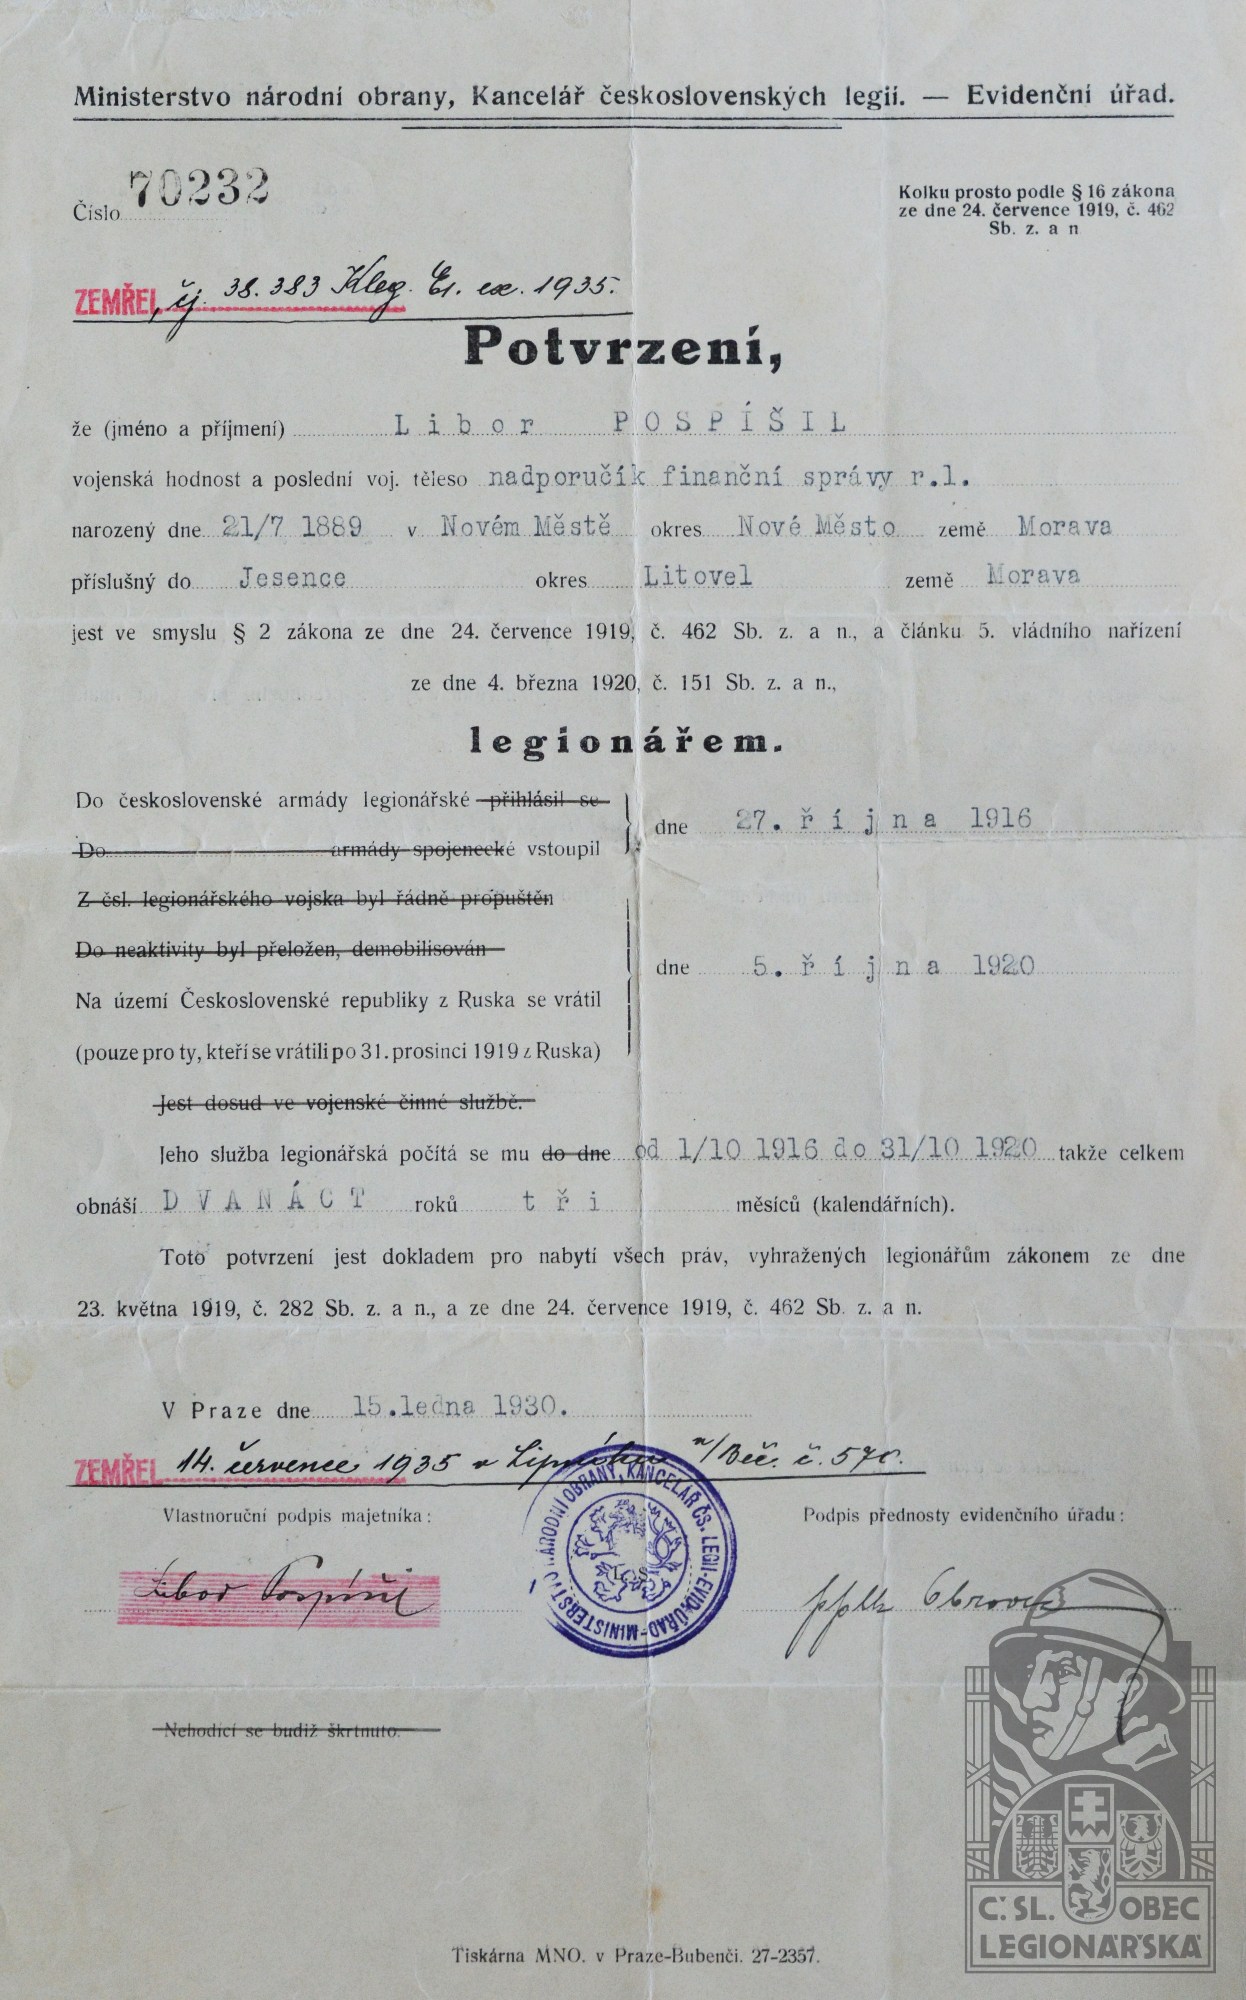 Ministerstvo národní obrany, Kancelář československých legií. — Evidenční úřad.
Číslo 70232
Kolku prosto podle § 16 zákona
ze dne 24. července 1919, č. 462
Sb. z. a n
ZEMŘEL, čj. 38.383 Kleg. 1935.
Potvrzení,
že (jméno a příjmení) Libor POSPÍŠIL
vojenská hodnost a poslední voj. těleso nadporučík finanční správy r.l.
narozený dne 21/7 1889 v Novém Městě okres Nové Město země Morava
příslušný do Jesence okres Litovel země Morava
jest ve smyslu § 2 zákona ze dne 24. července 1919, č. 462 Sb. z. a n., a článku 5. vládního nařízení
ze dne 4. března 1920, č. 151 Sb. z. a n.,
legionářem.
Do československé armády legionářské přihlásil se
Do armády spojenecké vstoupil
dne 27. října 1916
Z čsl. legionářského vojska byl řádně propuštěn
Do neaktivity byl přeložen, demobilisován
Na území Československé republiky z Ruska se vrátil
(pouze pro ty, kteří se vrátili po 31. prosinci 1919 z Ruska)
dne 5. října 1920
Jest dosud ve vojenské činné službě.
Jeho služba legionářská počítá se mu do dne od 1/10 1916 do 31/10 1920 takže celkem
obnáší DVANÁCT roků tři měsíců (kalendářních).
Toto potvrzení jest dokladem pro nabytí všech práv, vyhražených legionářům zákonem ze dne
23. května 1919, č. 282 Sb. z. a n., a ze dne 24. července 1919, č. 462 Sb. z. a n.
V Praze dne 15. ledna 1930.
ZEMŘEL 14. července 1935 v Lipníku n/Beč. č. 570.
Vlastnoruční podpis majetníka:
Podpis přednosty evidenčního úřadu:
Libor Pospíšil
MINISTERSTVO NÁRODNÍ OBRANY, KANCELÁŘ ČS. LEGII-EVID. ÚŘAD
Nehodící se budiž škrtnuto.
Č. SL. OBEC
LEGIONÁŘSKÁ
Tiskárna MNO. v Praze-Bubenči. 27-2357.